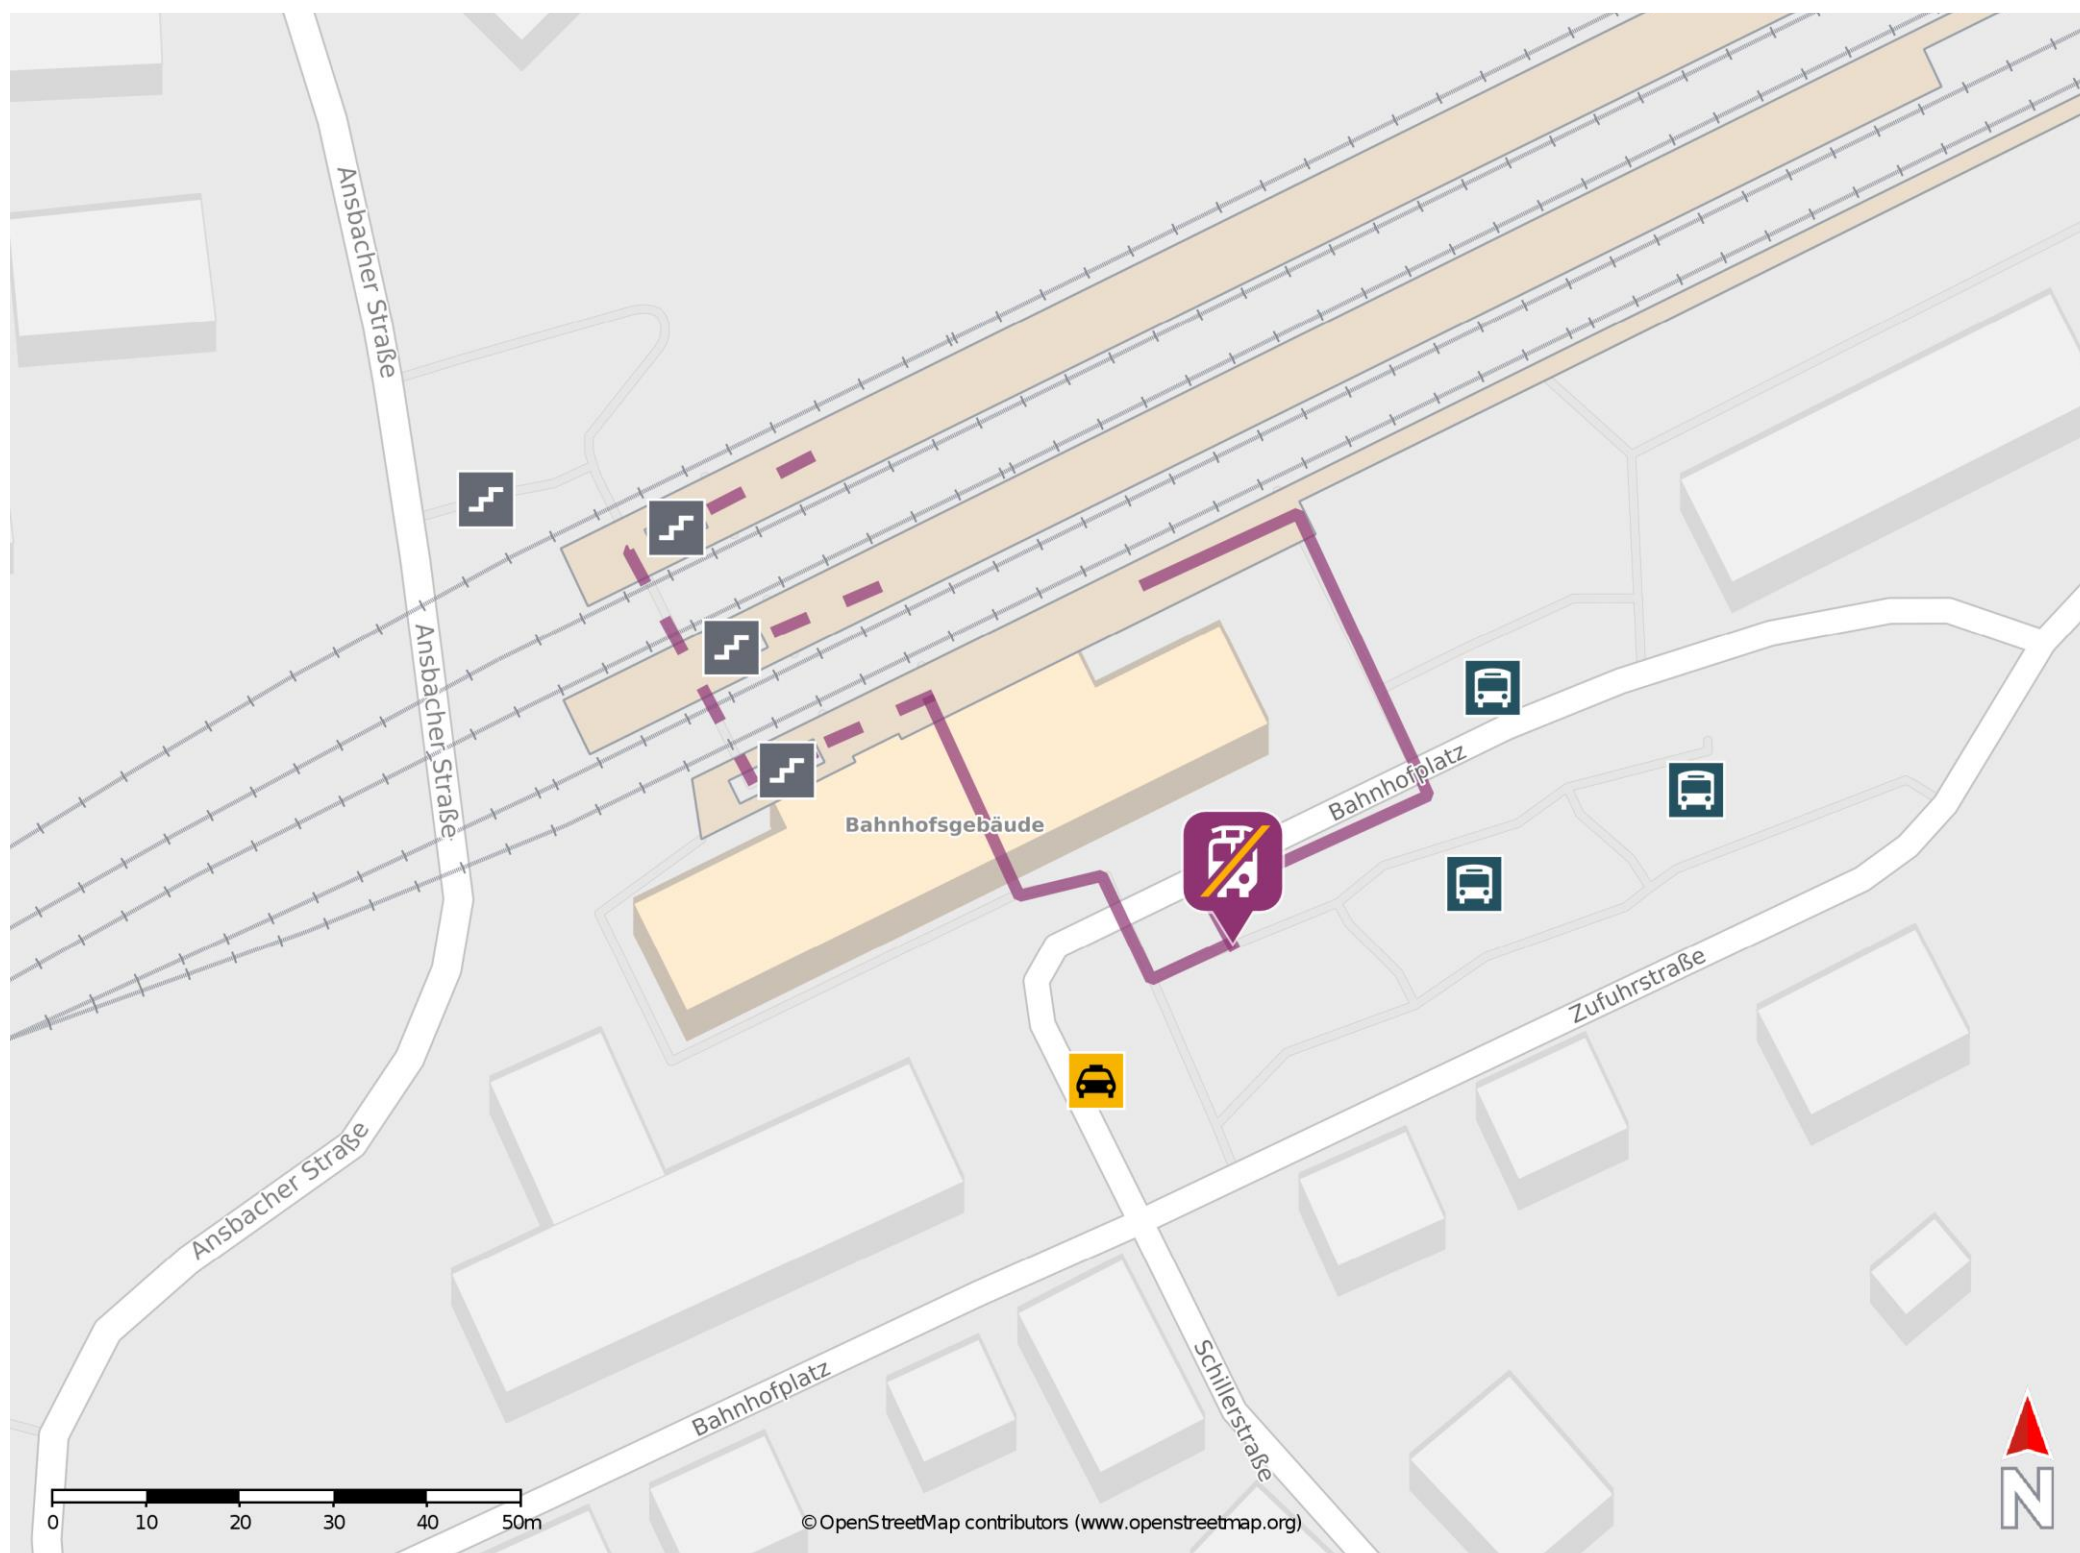 Ansbacher Straße
Ansbacher Straße
Bahnhofplatz
Bahnhofsgebäude
Zufuhrstraße
Ansbacher Straße
Bahnhofplatz
Schillerstraße
0 10 20 30 40 50m
© OpenStreetMap contributors (www.openstreetmap.org)
N